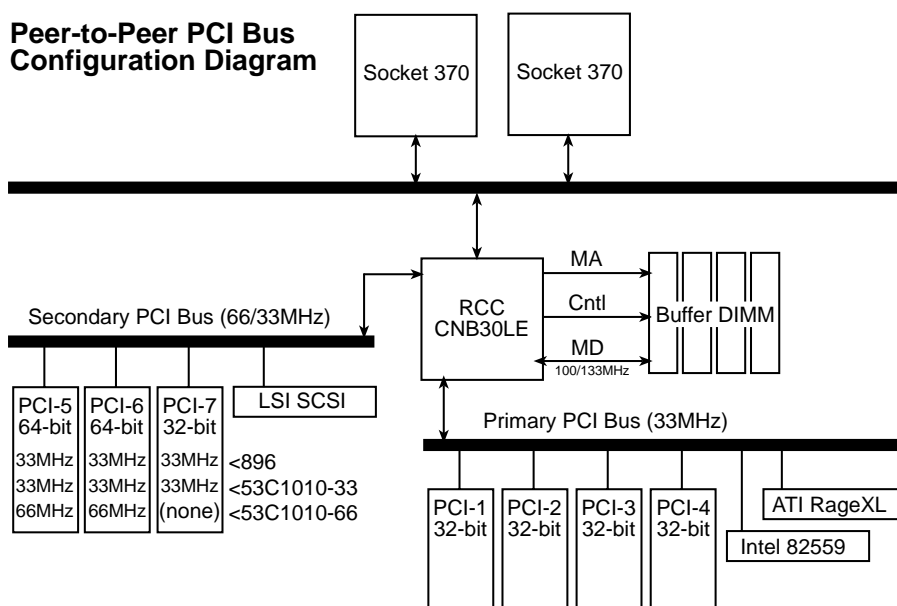 Peer-to-Peer PCI Bus
Configuration Diagram
Socket 370
Socket 370
RCC
CNB30LE
MA
Cntl
MD
100/133MHz
Buffer DIMM
Secondary PCI Bus (66/33MHz)
PCI-5
64-bit
33MHz
33MHz
66MHz
PCI-6
64-bit
33MHz
33MHz
66MHz
PCI-7
32-bit
33MHz
33MHz
(none)
LSI SCSI
<896
<53C1010-33
<53C1010-66
Primary PCI Bus (33MHz)
PCI-1
32-bit
PCI-2
32-bit
PCI-3
32-bit
PCI-4
32-bit
ATI RageXL
Intel 82559